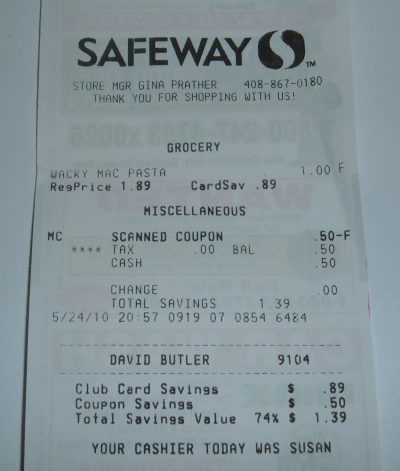 SAFEWAY TM
STORE MGR GINA PRATHER 408-867-0180
THANK YOU FOR SHOPPING WITH US!
GROCERY
WACKY MAC PASTA 1.00 F
RegPrice 1.89 CardSav .89
MISCELLANEOUS
MC SCANNED COUPON .50-F
**** TAX .00 BAL .50
CASH .50
CHANGE .00
TOTAL SAVINGS 1.39
5/24/10 20:57 0919 07 0854 6484
DAVID BUTLER 9104
Club Card Savings $ .89
Coupon Savings $ .50
Total Savings Value 74% $ 1.39
YOUR CASHIER TODAY WAS SUSAN